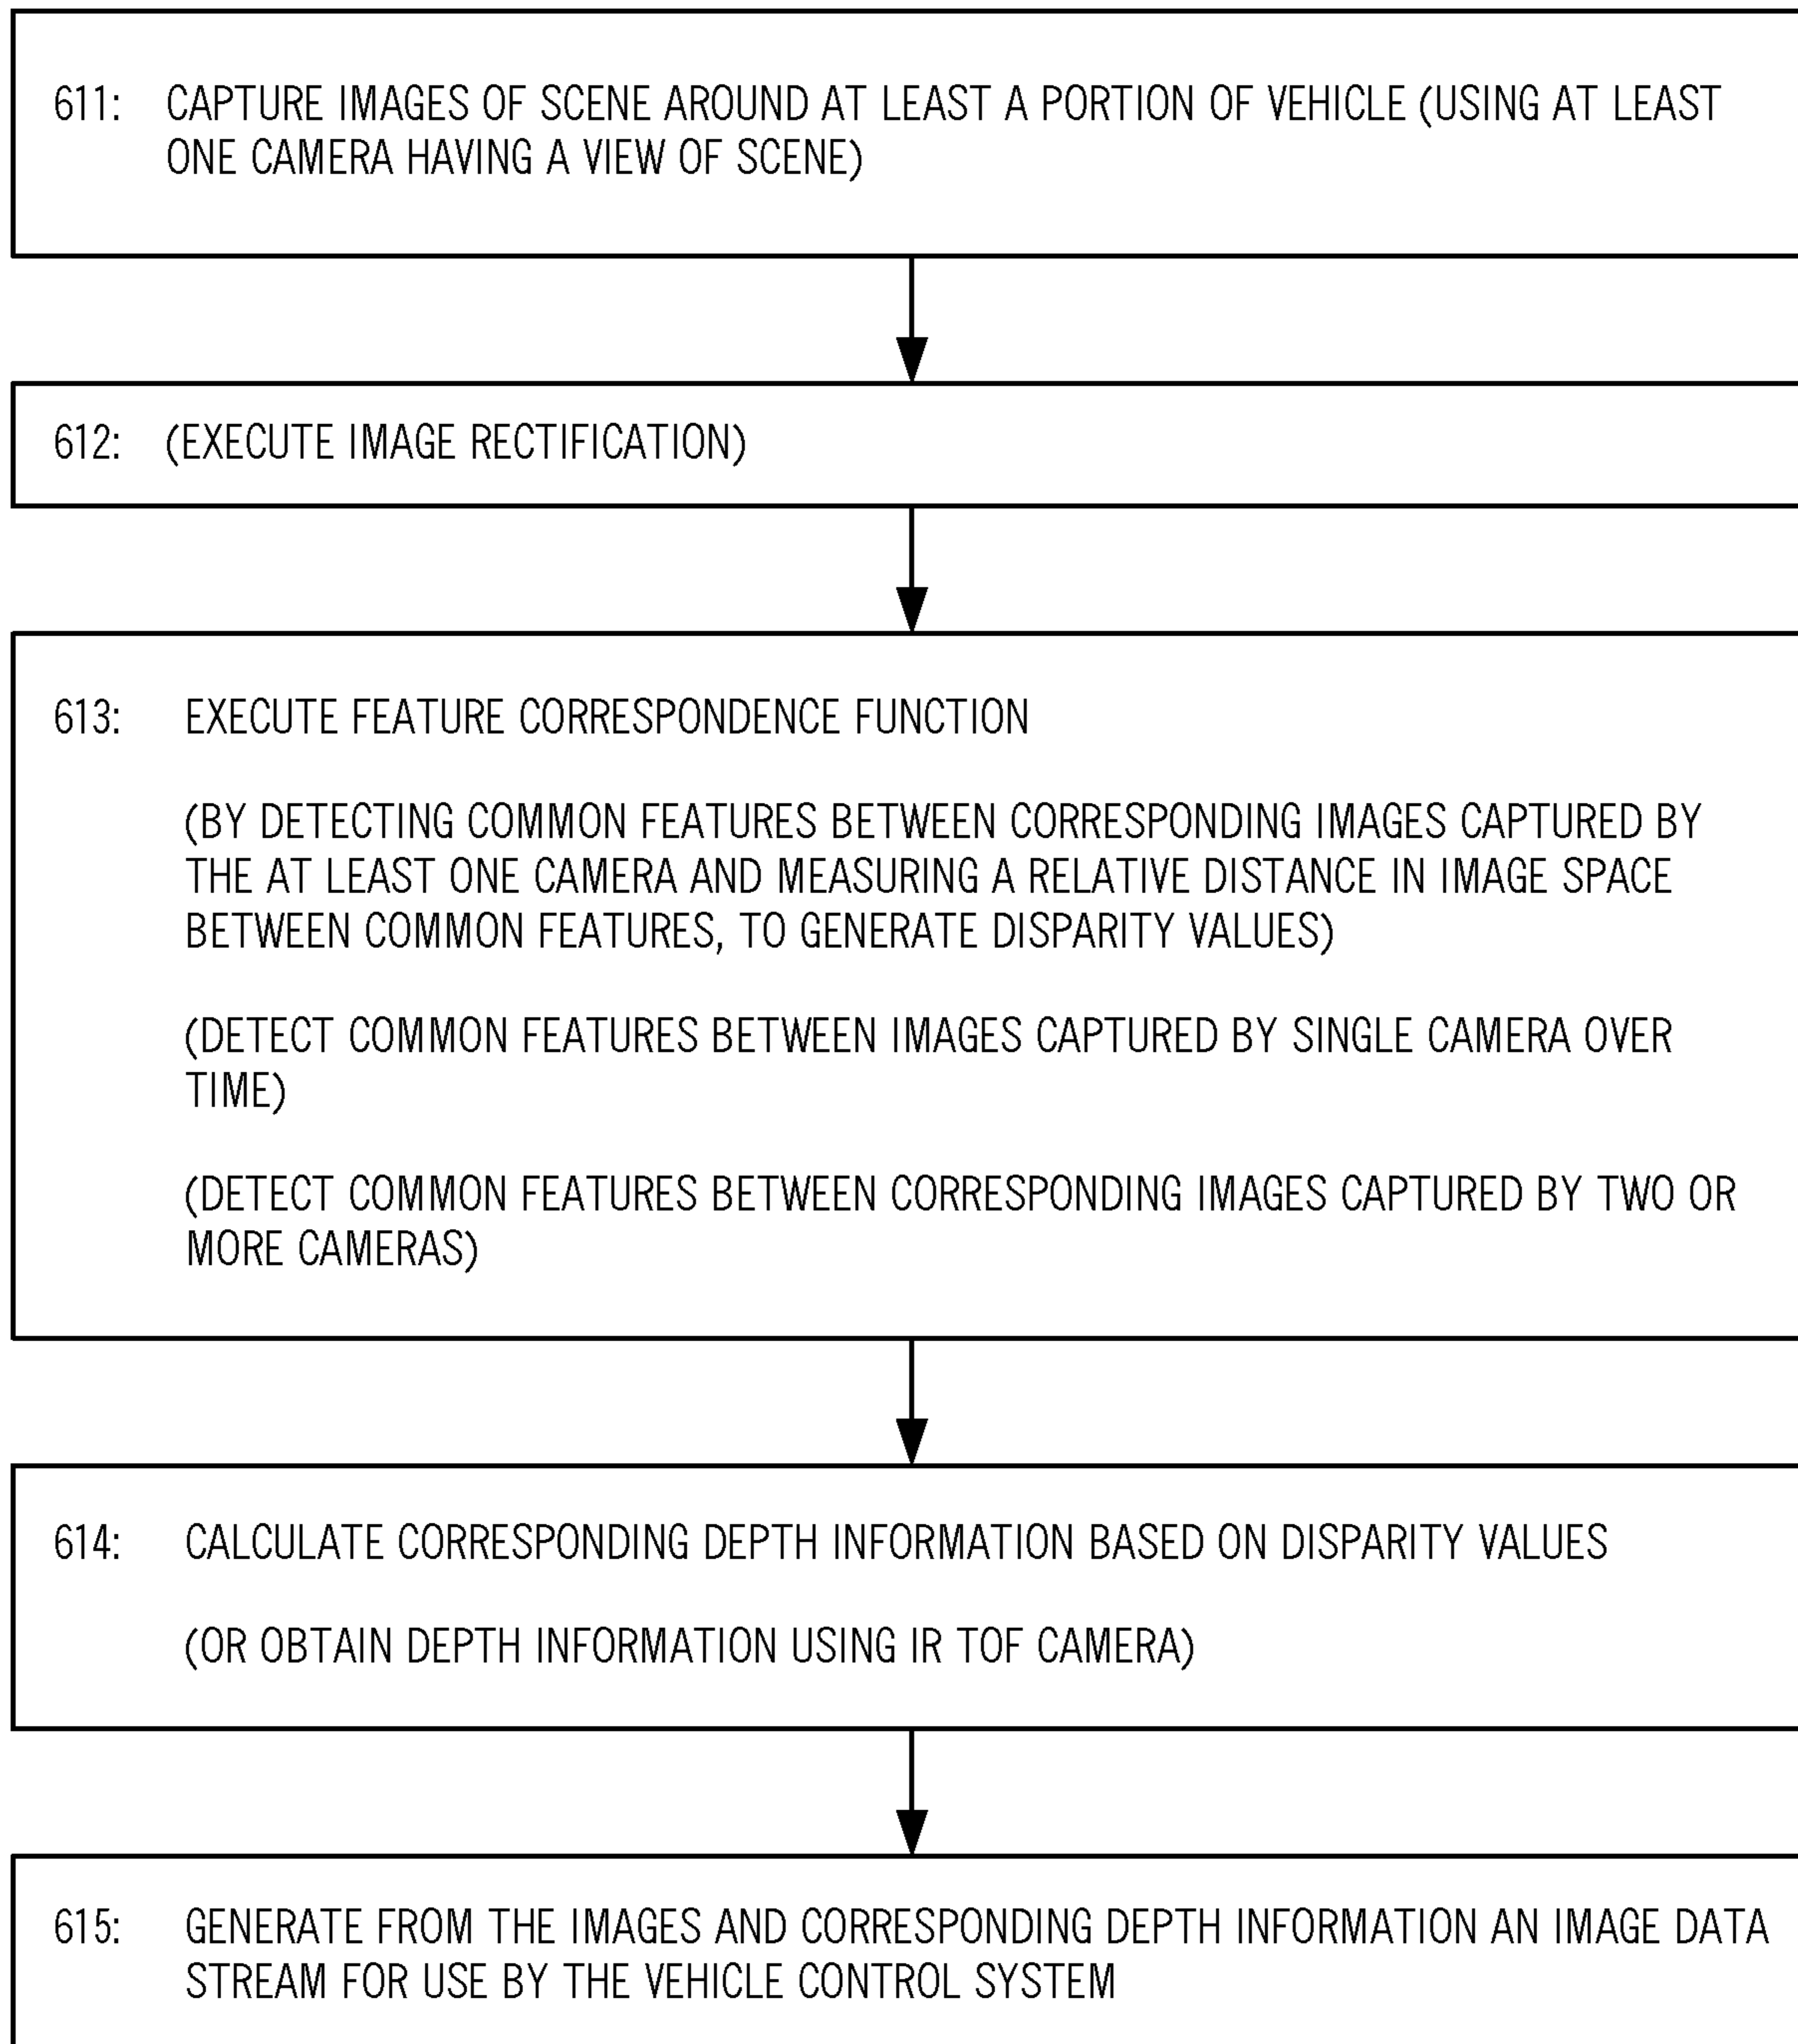 611: CAPTURE IMAGES OF SCENE AROUND AT LEAST A PORTION OF VEHICLE (USING AT LEAST
ONE CAMERA HAVING A VIEW OF SCENE)
612: (EXECUTE IMAGE RECTIFICATION)
613: EXECUTE FEATURE CORRESPONDENCE FUNCTION
(BY DETECTING COMMON FEATURES BETWEEN CORRESPONDING IMAGES CAPTURED BY
THE AT LEAST ONE CAMERA AND MEASURING A RELATIVE DISTANCE IN IMAGE SPACE
BETWEEN COMMON FEATURES, TO GENERATE DISPARITY VALUES)
(DETECT COMMON FEATURES BETWEEN IMAGES CAPTURED BY SINGLE CAMERA OVER
TIME)
(DETECT COMMON FEATURES BETWEEN CORRESPONDING IMAGES CAPTURED BY TWO OR
MORE CAMERAS)
614: CALCULATE CORRESPONDING DEPTH INFORMATION BASED ON DISPARITY VALUES
(OR OBTAIN DEPTH INFORMATION USING IR TOF CAMERA)
615: GENERATE FROM THE IMAGES AND CORRESPONDING DEPTH INFORMATION AN IMAGE DATA
STREAM FOR USE BY THE VEHICLE CONTROL SYSTEM